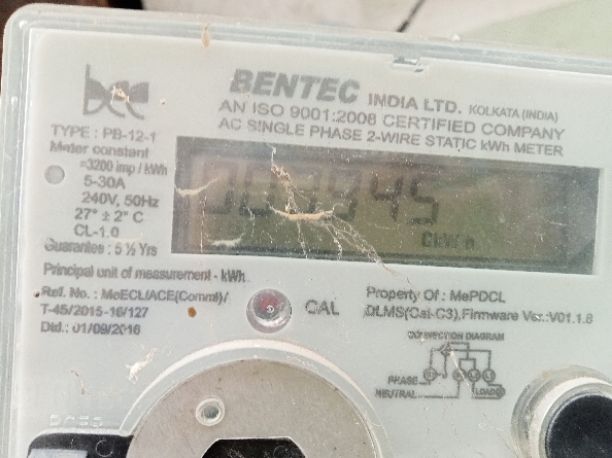 bec
BENTEC INDIA LTD. KOLKATA (INDIA)
AN ISO 9001:2008 CERTIFIED COMPANY
AC SINGLE PHASE 2-WIRE STATIC kWh METER
TYPE : PB-12-1
Meter constant
=3200 imp / kWh
5-30A
240V, 50Hz
27° ± 2° C
CL-1.0
Guarantee : 5 ½ Yrs
Principal unit of measurement - kWh
Ref. No. : MeECL/ACE(Comml)/
T-45/2015-16/127
Dtd.: 01/09/2016
CAL
Property Of : MePDCL
DLMS(Cat-C3),Firmware Ver.:V01.1.8
CONNECTION DIAGRAM
PHASE
NEUTRAL
LOAD